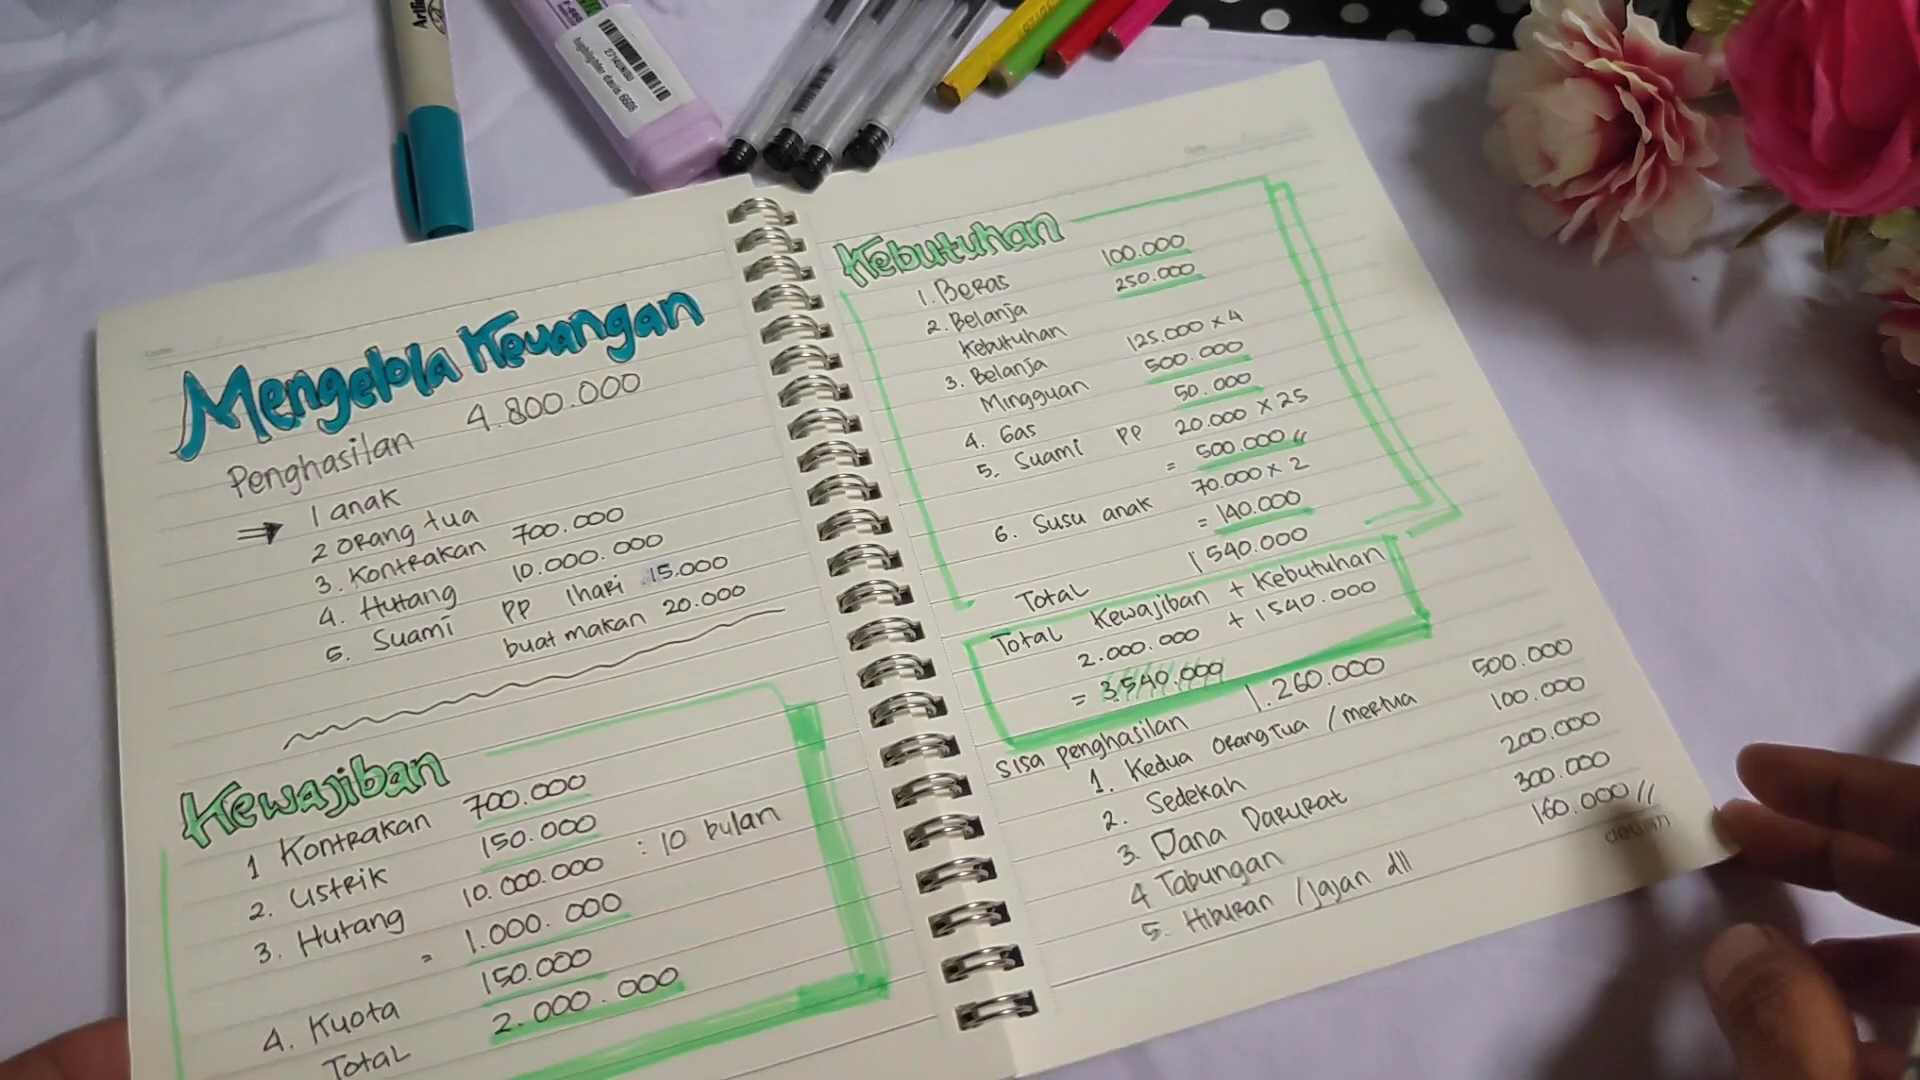 Artline
highlighter davis 6606
Mengelola Keuangan
Penghasilan 4.800.000
⇒ 1 anak
2 orang tua
3. Kontrakan 700.000
4. Hutang 10.000.000
5. Suami PP 1hari 15.000
buat makan 20.000
Kewajiban
1 Kontrakan 700.000
2. Listrik 150.000
3. Hutang 10.000.000 : 10 bulan
= 1.000.000
4. Kuota 150.000
Total 2.000.000
Kebutuhan
1. Beras 100.000
2. Belanja 250.000
Kebutuhan
3. Belanja 125.000 x 4
Mingguan 500.000
4. Gas 50.000
5. Suami PP 20.000 x 25
= 500.000 //
6. Susu anak 70.000 x 2
= 140.000
Total 1 540.000
Total Kewajiban + Kebutuhan
2.000.000 + 1 540.000
= 3.540.000
Sisa penghasilan 1.260.000
1. Kedua orang Tua / mertua 500.000
2. Sedekah 100.000
3. Dana Darurat 200.000
4 Tabungan 300.000
5. Hiburan / Jajan dll 160.000 //